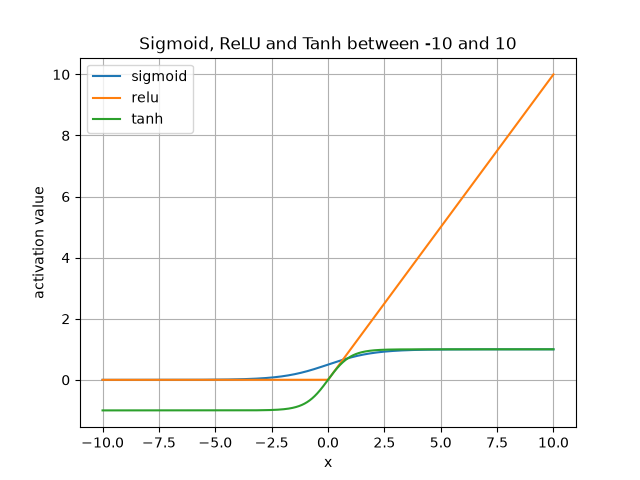 Sigmoid, ReLU and Tanh between -10 and 10
sigmoid
relu
tanh
activation value
10
8
6
4
2
0
−10.0 −7.5 −5.0 −2.5 0.0 2.5 5.0 7.5 10.0
x